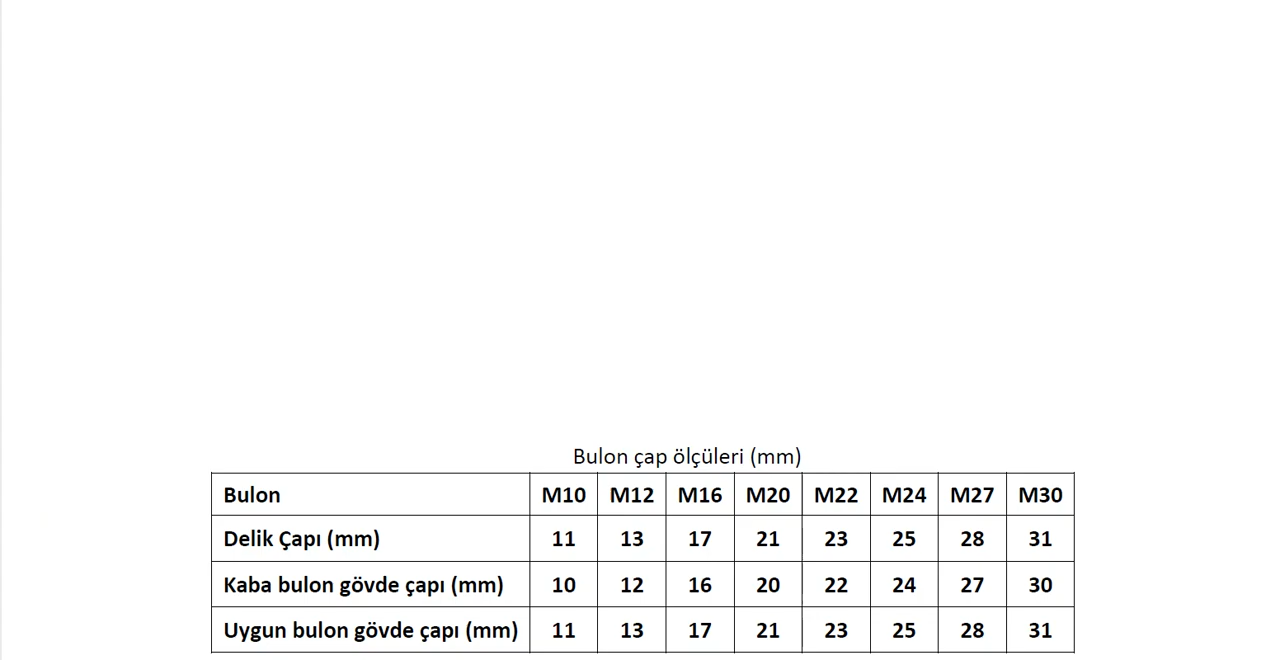 Bulon çap ölçüleri (mm)
Bulon M10 M12 M16 M20 M22 M24 M27 M30
Delik Çapı (mm) 11 13 17 21 23 25 28 31
Kaba bulon gövde çapı (mm) 10 12 16 20 22 24 27 30
Uygun bulon gövde çapı (mm) 11 13 17 21 23 25 28 31